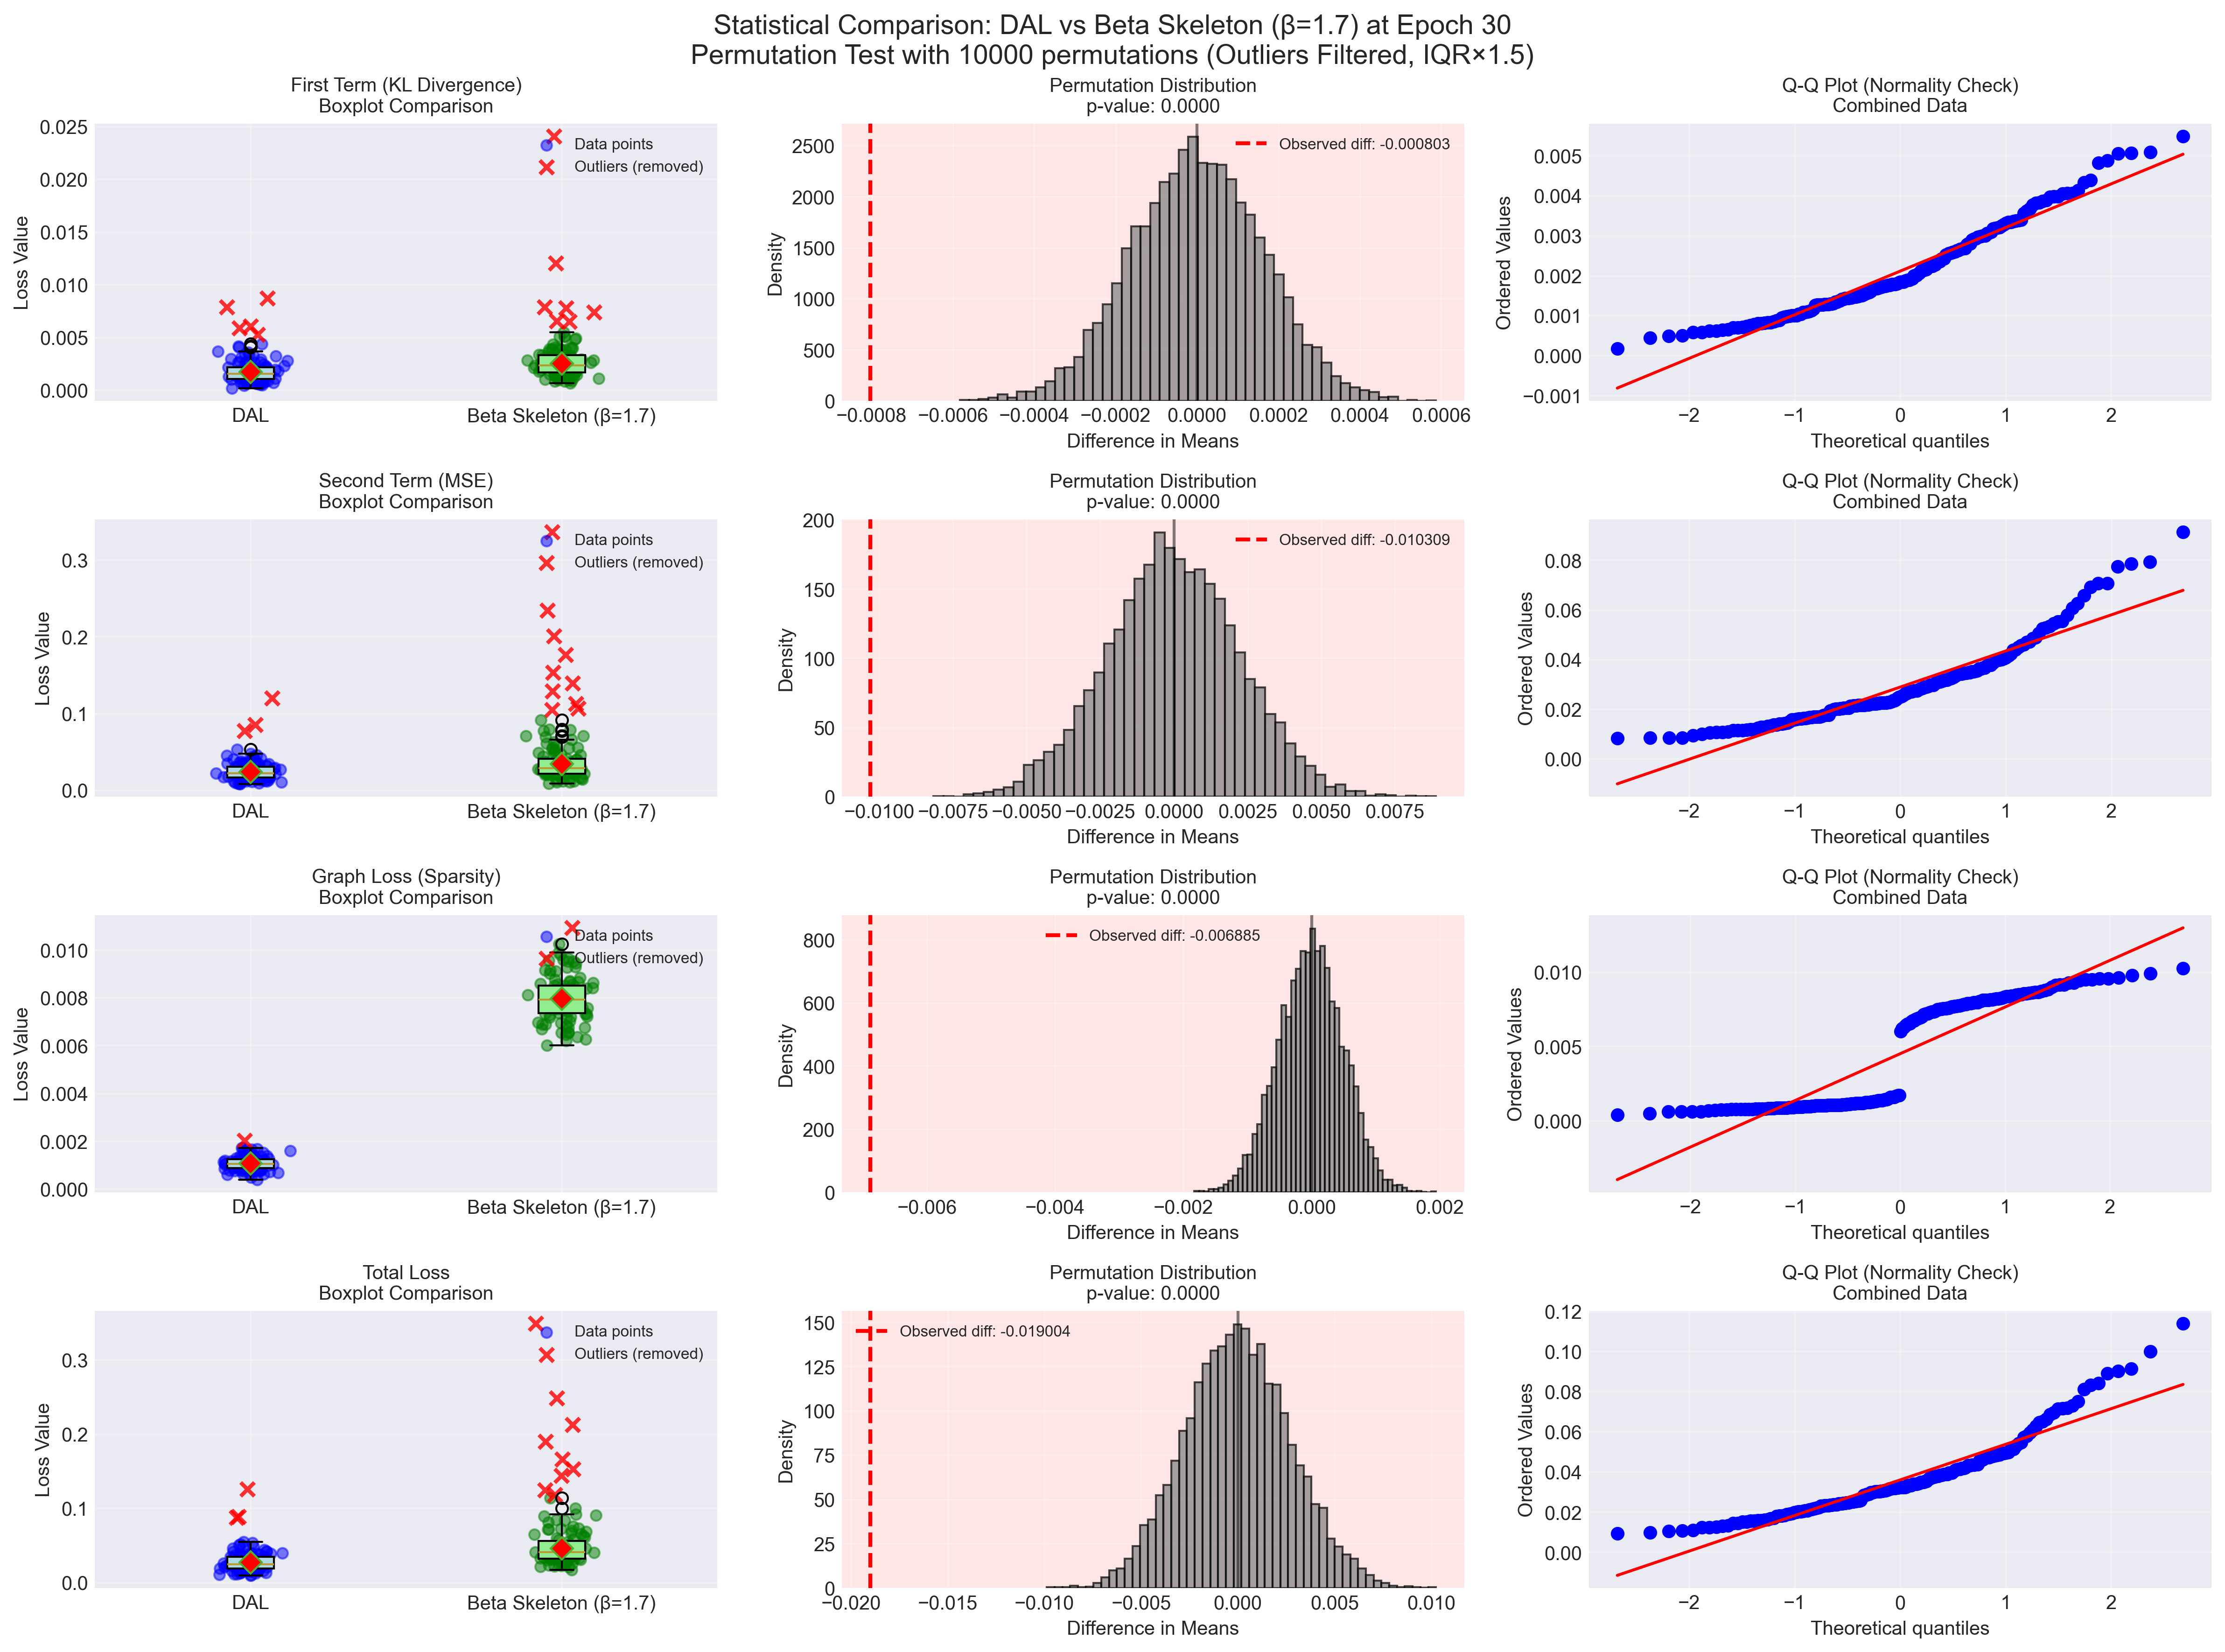 Statistical Comparison: DAL vs Beta Skeleton (β=1.7) at Epoch 30
Permutation Test with 10000 permutations (Outliers Filtered, IQR×1.5)
First Term (KL Divergence)
Boxplot Comparison
Loss Value
0.025
0.020
0.015
0.010
0.005
0.000
Data points
Outliers (removed)
DAL
Beta Skeleton (β=1.7)
Permutation Distribution
p-value: 0.0000
Density
2500
2000
1500
1000
500
0
Observed diff: -0.000803
−0.0008 −0.0006 −0.0004 −0.0002 0.0000 0.0002 0.0004 0.0006
Difference in Means
Q-Q Plot (Normality Check)
Combined Data
Ordered Values
0.005
0.004
0.003
0.002
0.001
0.000
−0.001
−2 −1 0 1 2
Theoretical quantiles
Second Term (MSE)
Boxplot Comparison
Loss Value
0.3
0.2
0.1
0.0
Data points
Outliers (removed)
DAL
Beta Skeleton (β=1.7)
Permutation Distribution
p-value: 0.0000
Density
200
150
100
50
0
Observed diff: -0.010309
−0.0100 −0.0075 −0.0050 −0.0025 0.0000 0.0025 0.0050 0.0075
Difference in Means
Q-Q Plot (Normality Check)
Combined Data
Ordered Values
0.08
0.06
0.04
0.02
0.00
−2 −1 0 1 2
Theoretical quantiles
Graph Loss (Sparsity)
Boxplot Comparison
Loss Value
0.010
0.008
0.006
0.004
0.002
0.000
Data points
Outliers (removed)
DAL
Beta Skeleton (β=1.7)
Permutation Distribution
p-value: 0.0000
Density
800
600
400
200
0
Observed diff: -0.006885
−0.006 −0.004 −0.002 0.000 0.002
Difference in Means
Q-Q Plot (Normality Check)
Combined Data
Ordered Values
0.010
0.005
0.000
−2 −1 0 1 2
Theoretical quantiles
Total Loss
Boxplot Comparison
Loss Value
0.3
0.2
0.1
0.0
Data points
Outliers (removed)
DAL
Beta Skeleton (β=1.7)
Permutation Distribution
p-value: 0.0000
Density
150
125
100
75
50
25
0
Observed diff: -0.019004
−0.020 −0.015 −0.010 −0.005 0.000 0.005 0.010
Difference in Means
Q-Q Plot (Normality Check)
Combined Data
Ordered Values
0.12
0.10
0.08
0.06
0.04
0.02
0.00
−2 −1 0 1 2
Theoretical quantiles